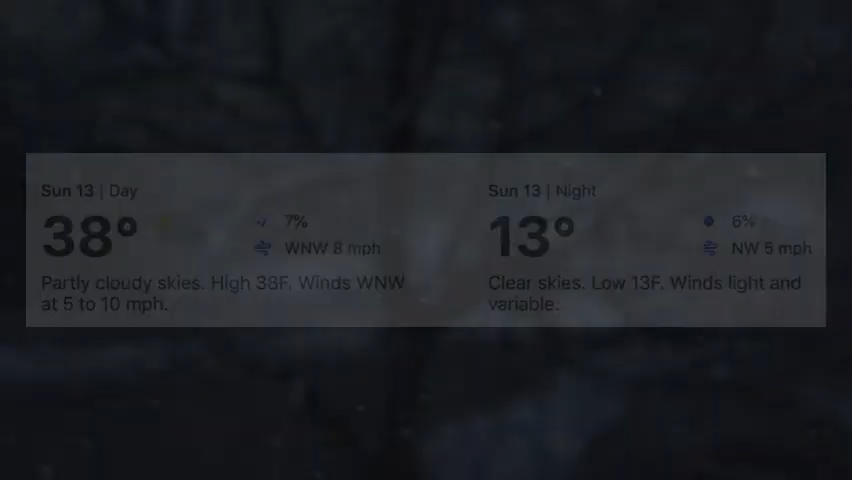 Sun 13 | Day
38°
7%
WNW 8 mph
Partly cloudy skies. High 38F. Winds WNW
at 5 to 10 mph.
Sun 13 | Night
13°
6%
NW 5 mph
Clear skies. Low 13F. Winds light and
variable.